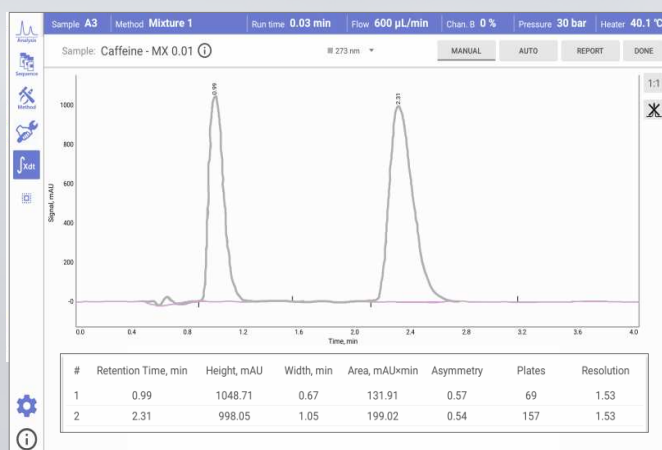 Sample A3 Method Mixture 1 Run time 0.03 min Flow 600 µL/min Chan. B 0 % Pressure 30 bar Heater 40.1 °C
Analysis
Sample: Caffeine - MX 0.01 273 nm MANUAL AUTO REPORT DONE
Sequence
1:1
Method
0.99
2.31
1000
800
600
400
200
-0
Signal, mAU
∫Xdt
0.0 0.4 0.8 1.2 1.6 2.0 2.4 2.8 3.2 3.6 4.0
Time, min
# Retention Time, min Height, mAU Width, min Area, mAU×min Asymmetry Plates Resolution
1 0.99 1048.71 0.67 131.91 0.57 69 1.53
2 2.31 998.05 1.05 199.02 0.54 157 1.53